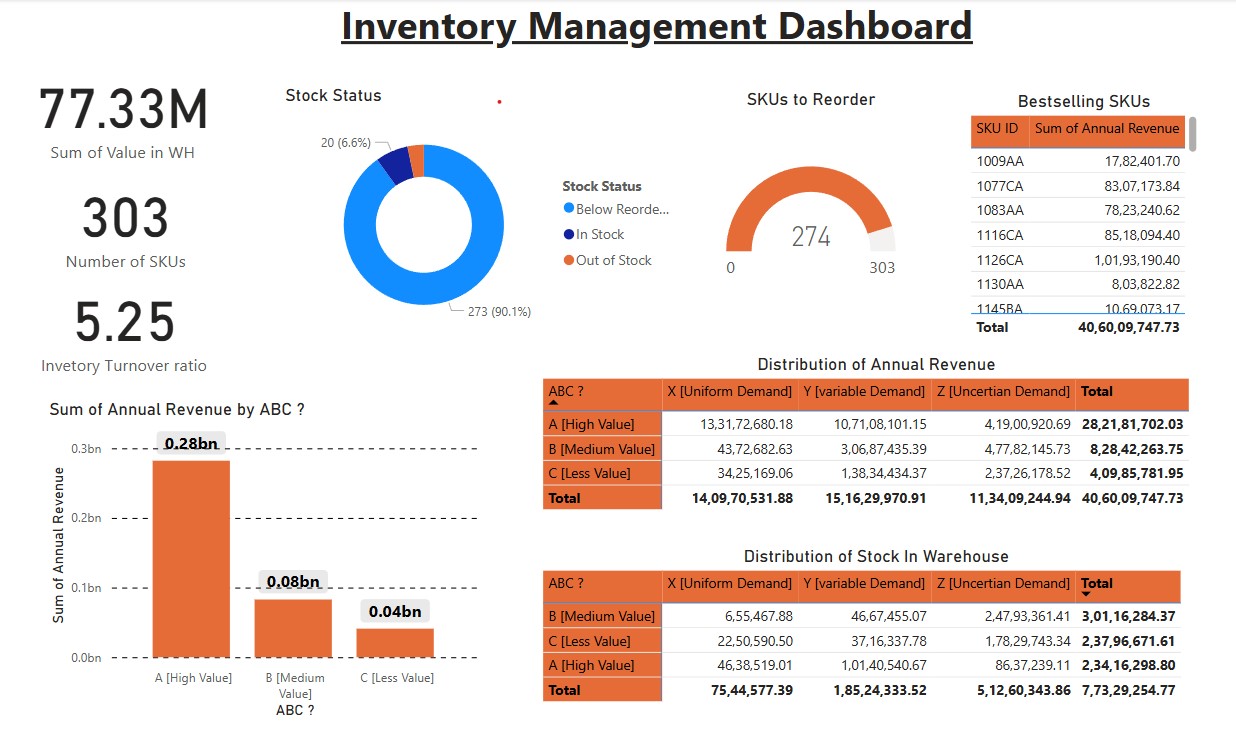 Inventory Management Dashboard
77.33M
Sum of Value in WH
303
Number of SKUs
5.25
Invetory Turnover ratio
Stock Status
20 (6.6%)
273 (90.1%)
Stock Status
Below Reorde...
In Stock
Out of Stock
SKUs to Reorder
274
0
303
Bestselling SKUs
SKU ID Sum of Annual Revenue
1009AA 17,82,401.70
1077CA 83,07,173.84
1083AA 78,23,240.62
1116CA 85,18,094.40
1126CA 1,01,93,190.40
1130AA 8,03,822.82
1145BA 10,69,073.17
Total 40,60,09,747.73
Sum of Annual Revenue by ABC ?
Sum of Annual Revenue
0.3bn
0.2bn
0.1bn
0.0bn
0.28bn
0.08bn
0.04bn
A [High Value]
B [Medium
Value]
C [Less Value]
ABC ?
Distribution of Annual Revenue
ABC ? X [Uniform Demand] Y [variable Demand] Z [Uncertian Demand] Total
A [High Value] 13,31,72,680.18 10,71,08,101.15 4,19,00,920.69 28,21,81,702.03
B [Medium Value] 43,72,682.63 3,06,87,435.39 4,77,82,145.73 8,28,42,263.75
C [Less Value] 34,25,169.06 1,38,34,434.37 2,37,26,178.52 4,09,85,781.95
Total 14,09,70,531.88 15,16,29,970.91 11,34,09,244.94 40,60,09,747.73
Distribution of Stock In Warehouse
ABC ? X [Uniform Demand] Y [variable Demand] Z [Uncertian Demand] Total
B [Medium Value] 6,55,467.88 46,67,455.07 2,47,93,361.41 3,01,16,284.37
C [Less Value] 22,50,590.50 37,16,337.78 1,78,29,743.34 2,37,96,671.61
A [High Value] 46,38,519.01 1,01,40,540.67 86,37,239.11 2,34,16,298.80
Total 75,44,577.39 1,85,24,333.52 5,12,60,343.86 7,73,29,254.77